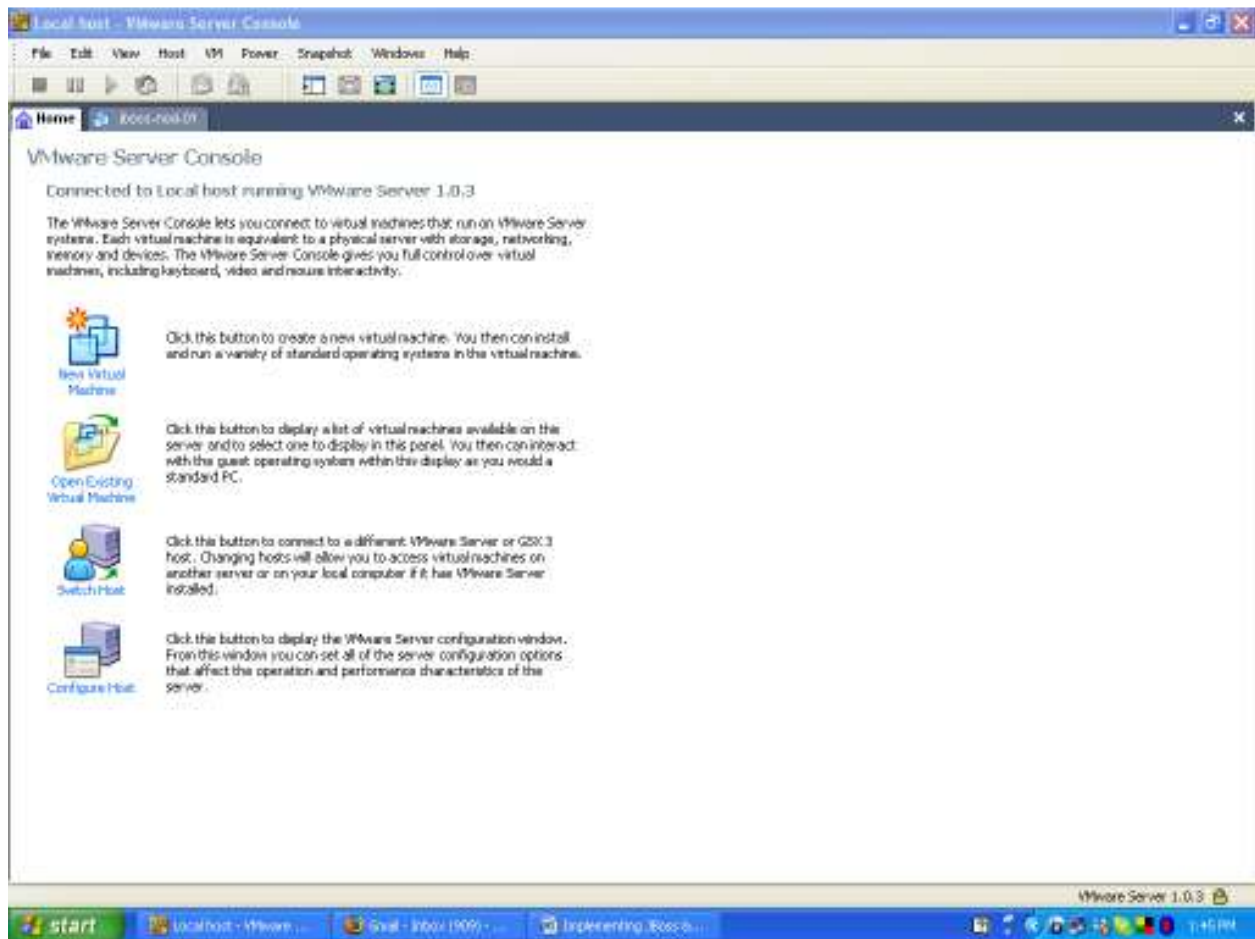 Local host - VMware Server Console
File Edit View Host VM Power Snapshot Windows Help
Home
VMware Server Console
Connected to Local host running VMware Server 1.0.3
The VMware Server Console lets you connect to virtual machines that run on VMware Server
systems. Each virtual machine is equivalent to a physical server with storage, networking,
memory and devices. The VMware Server Console gives you full control over virtual
machines, including keyboard, video and mouse interactivity.
New Virtual
Machine
Click this button to create a new virtual machine. You then can install
and run a variety of standard operating systems in the virtual machine.
Open Existing
Virtual Machine
Click this button to display a list of virtual machines available on this
server and to select one to display in this panel. You then can interact
with the guest operating system within this display as you would a
standard PC.
Switch Host
Click this button to connect to a different VMware Server or GSX 3
host. Changing hosts will allow you to access virtual machines on
another server or on your local computer if it has VMware Server
installed.
Configure Host
Click this button to display the VMware Server configuration window.
From this window you can set all of the server configuration options
that affect the operation and performance characteristics of the
server.
VMware Server 1.0.3
start Local host - VMware ... Gmail - Inbox (909) - ... Implementing JBoss 1:45 PM